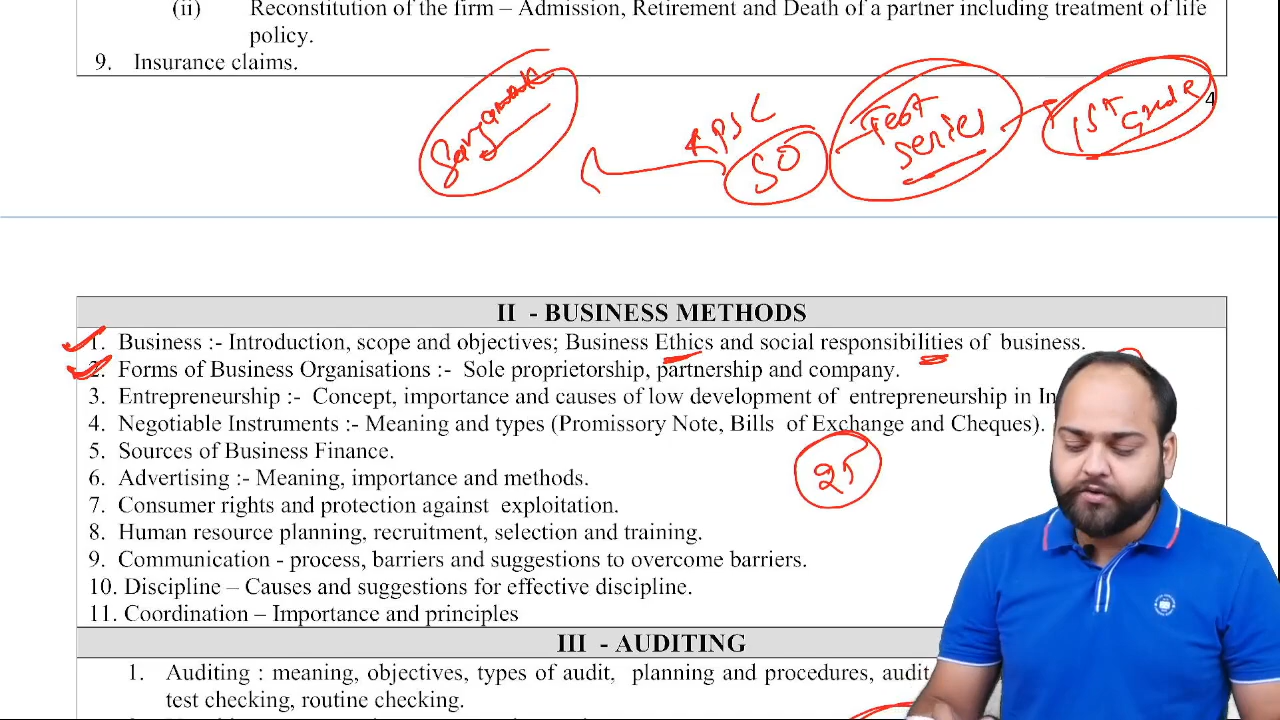 (ii) Reconstitution of the firm – Admission, Retirement and Death of a partner including treatment of life
policy.
9. Insurance claims.
4
RPSC
SO
Test
series
1st Grade
II - BUSINESS METHODS
1. Business :- Introduction, scope and objectives; Business Ethics and social responsibilities of business.
2. Forms of Business Organisations :- Sole proprietorship, partnership and company.
3. Entrepreneurship :- Concept, importance and causes of low development of entrepreneurship in In
4. Negotiable Instruments :- Meaning and types (Promissory Note, Bills of Exchange and Cheques).
5. Sources of Business Finance.
25
6. Advertising :- Meaning, importance and methods.
7. Consumer rights and protection against exploitation.
8. Human resource planning, recruitment, selection and training.
9. Communication - process, barriers and suggestions to overcome barriers.
10. Discipline – Causes and suggestions for effective discipline.
11. Coordination – Importance and principles
III - AUDITING
1. Auditing : meaning, objectives, types of audit, planning and procedures, audit
test checking, routine checking.